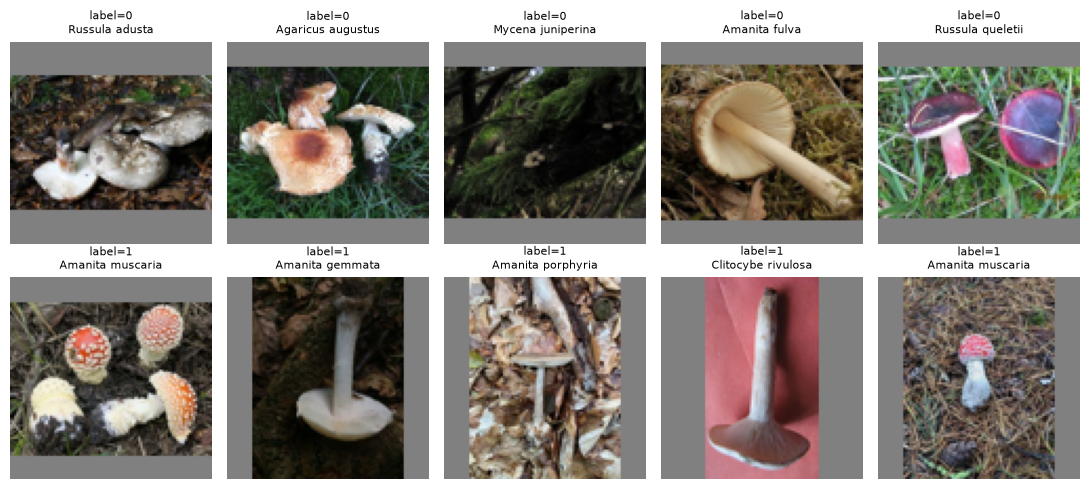 label=0
Russula adusta
label=0
Agaricus augustus
label=0
Mycena juniperina
label=0
Amanita fulva
label=0
Russula queletii
label=1
Amanita muscaria
label=1
Amanita gemmata
label=1
Amanita porphyria
label=1
Clitocybe rivulosa
label=1
Amanita muscaria